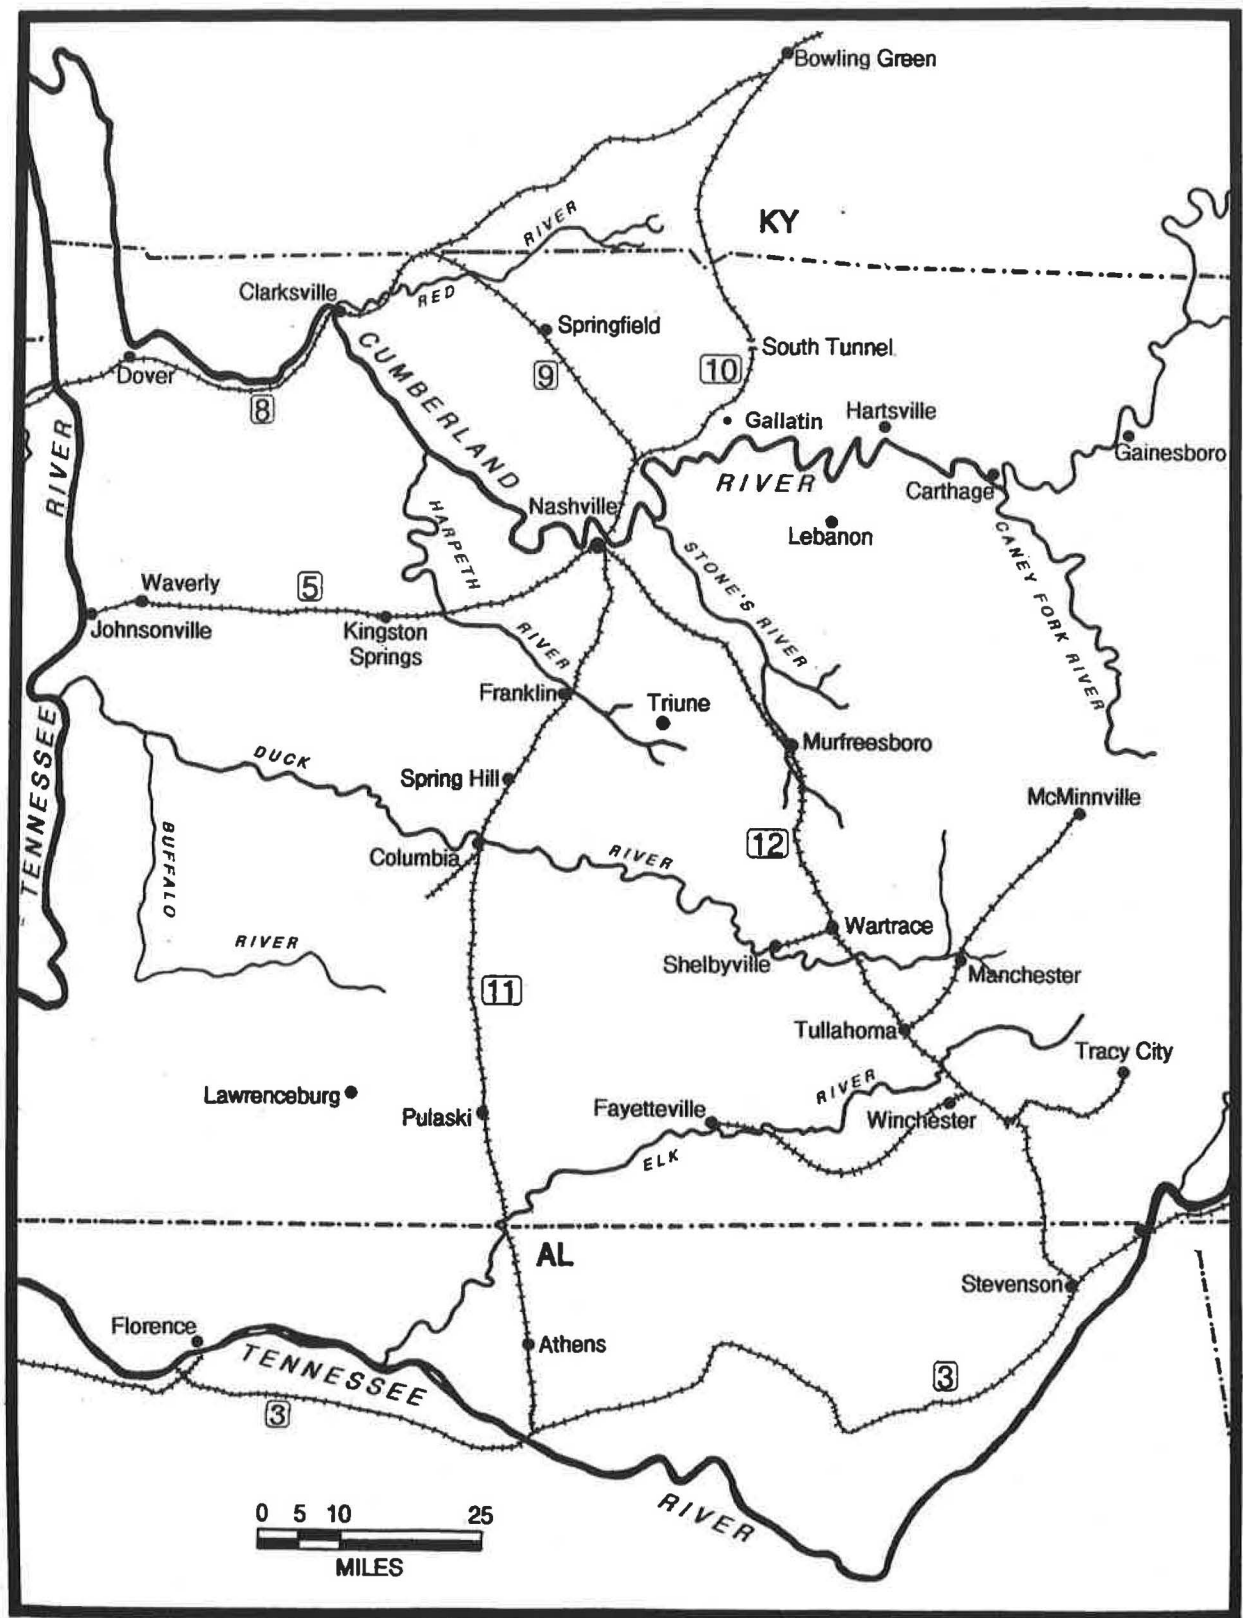 Bowling Green
KY
RIVER
RED
Clarksville
Springfield
South Tunnel
CUMBERLAND
9
10
Dover
8
Gallatin
Hartsville
Gainesboro
RIVER
RIVER
Carthage
Nashville
Lebanon
HARPETH
STONE'S RIVER
CANEY FORK RIVER
Waverly
5
Johnsonville
Kingston
Springs
RIVER
Franklin
Triune
TENNESSEE
DUCK
Murfreesboro
Spring Hill
McMinnville
BUFFALO
12
Columbia
RIVER
Wartrace
RIVER
Shelbyville
Manchester
11
Tullahoma
Tracy City
Lawrenceburg
RIVER
Pulaski
Fayetteville
Winchester
ELK
AL
Stevenson
Florence
Athens
TENNESSEE
3
3
RIVER
0 5 10 25
MILES